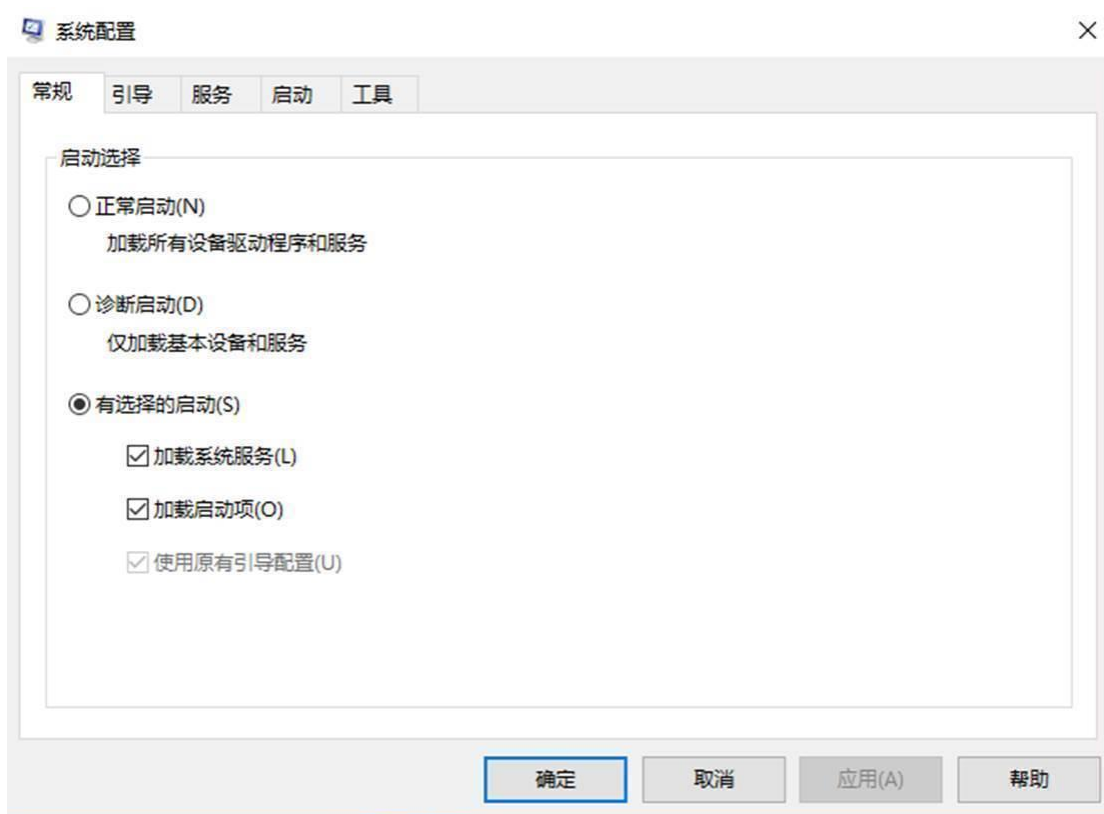 系统配置
常规 引导 服务 启动 工具
启动选择
正常启动(N)
加载所有设备驱动程序和服务
诊断启动(D)
仅加载基本设备和服务
有选择的启动(S)
加载系统服务(L)
加载启动项(O)
使用原有引导配置(U)
确定 取消 应用(A) 帮助